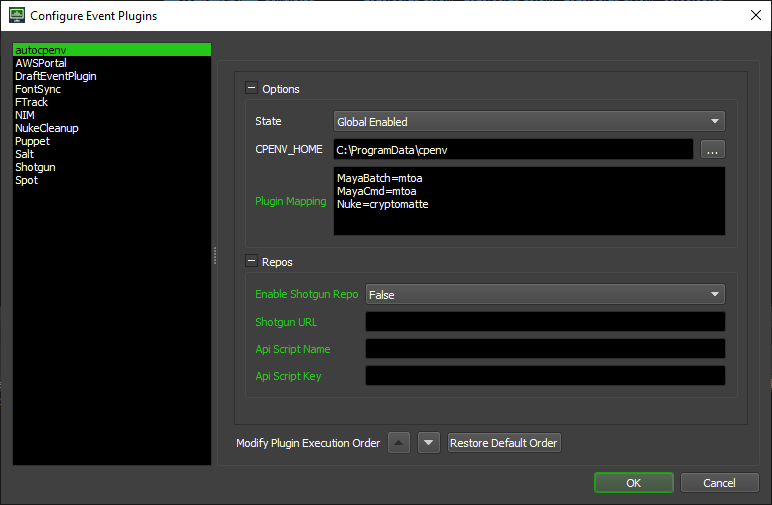 Configure Event Plugins
autocpenv
AWSPortal
DraftEventPlugin
FontSync
FTrack
NIM
NukeCleanup
Puppet
Salt
Shotgun
Spot
Options
State
Global Enabled
CPENV_HOME
C:\ProgramData\cpenv
...
Plugin Mapping
MayaBatch=mtoa
MayaCmd=mtoa
Nuke=cryptomatte
Repos
Enable Shotgun Repo
False
Shotgun URL
Api Script Name
Api Script Key
Modify Plugin Execution Order
Restore Default Order
OK
Cancel